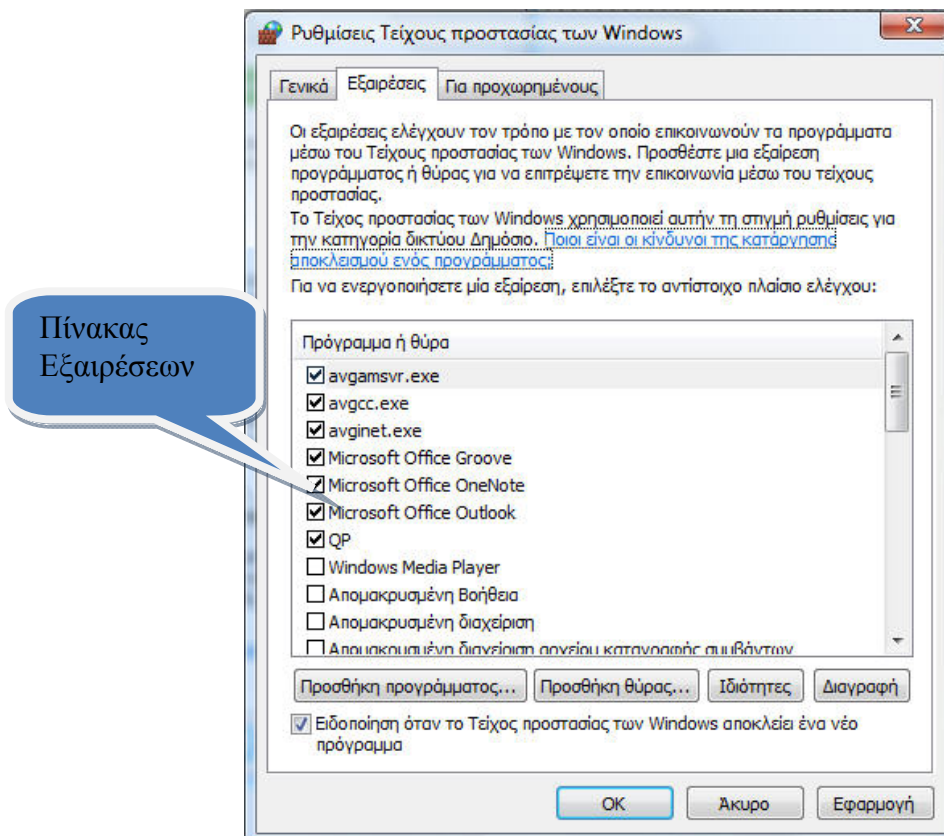 Ρυθμίσεις Τείχους προστασίας των Windows
Γενικά Εξαιρέσεις Για προχωρημένους
Οι εξαιρέσεις ελέγχουν τον τρόπο με τον οποίο επικοινωνούν τα προγράμματα
μέσω του Τείχους προστασίας των Windows. Προσθέστε μια εξαίρεση
προγράμματος ή θύρας για να επιτρέψετε την επικοινωνία μέσω του τείχους
προστασίας.
Το Τείχος προστασίας των Windows χρησιμοποιεί αυτήν τη στιγμή ρυθμίσεις για
την κατηγορία δικτύου Δημόσιο. Ποιοι είναι οι κίνδυνοι της κατάργησης
αποκλεισμού ενός προγράμματος;
Για να ενεργοποιήσετε μία εξαίρεση, επιλέξτε το αντίστοιχο πλαίσιο ελέγχου:
Πίνακας
Εξαιρέσεων
Πρόγραμμα ή θύρα
avgamsvr.exe
avgcc.exe
avginet.exe
Microsoft Office Groove
Microsoft Office OneNote
Microsoft Office Outlook
QP
Windows Media Player
Απομακρυσμένη Βοήθεια
Απομακρυσμένη διαχείριση
Απομακρυσμένη διαχείριση αρχείου καταγραφής συμβάντων
Προσθήκη προγράμματος... Προσθήκη θύρας... Ιδιότητες Διαγραφή
Ειδοποίηση όταν το Τείχος προστασίας των Windows αποκλείει ένα νέο
πρόγραμμα
OK Άκυρο Εφαρμογή